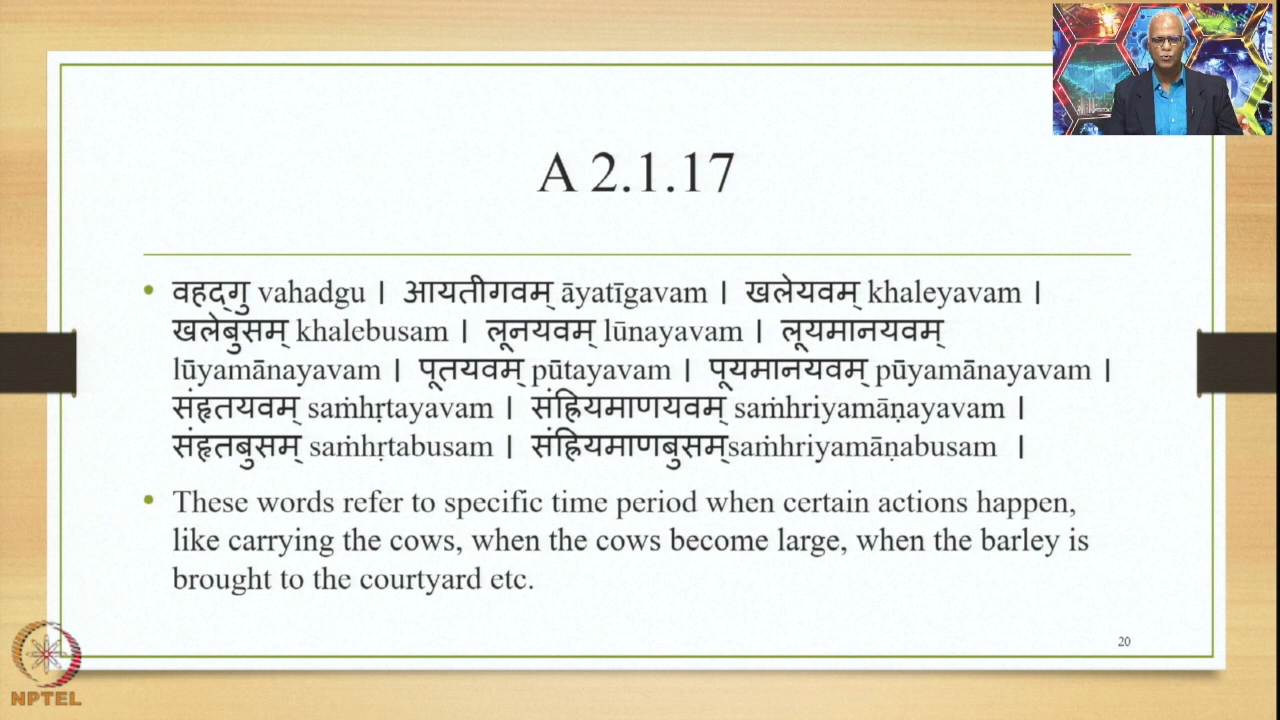 A 2.1.17
• वहद्गु vahadgu । आयतीगवम् āyatīgavam । खलेयवम् khaleyavam ।
खलेबुसम् khalebusam । लूनयवम् lūnayavam । लूयमानयवम्
lūyamānayavam । पूतयवम् pūtayavam । पूयमानयवम् pūyamānayavam ।
संहृतयवम् saṁhṛtayavam । संह्रियमाणयवम् saṁhriyamāṇayavam ।
संहृतबुसम् saṁhṛtabusam । संह्रियमाणबुसम्saṁhriyamāṇabusam ।
• These words refer to specific time period when certain actions happen,
like carrying the cows, when the cows become large, when the barley is
brought to the courtyard etc.
20
NPTEL